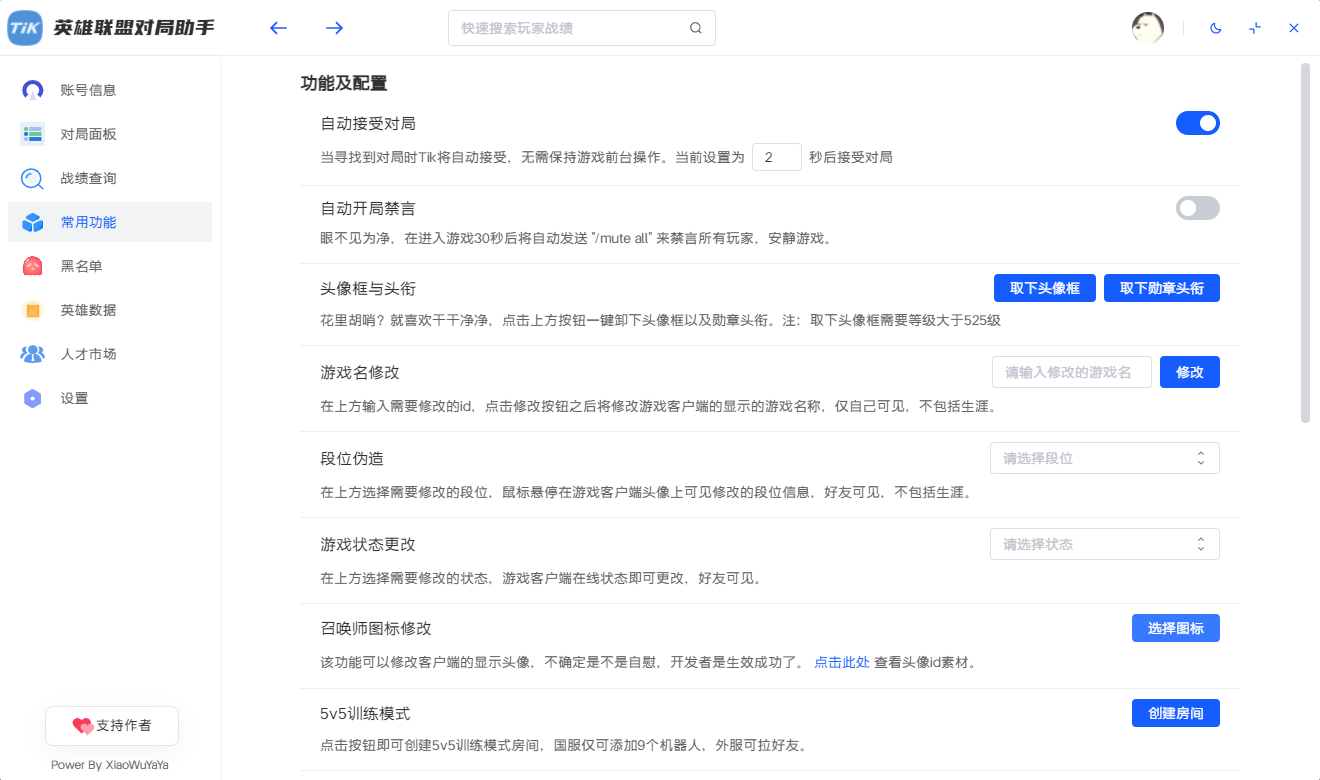 TiK 英雄联盟对局助手
快速搜索玩家战绩
账号信息
对局面板
战绩查询
常用功能
黑名单
英雄数据
人才市场
设置
支持作者
Power By XiaoWuYaYa
功能及配置
自动接受对局
当寻找到对局时Tik将自动接受，无需保持游戏前台操作。当前设置为 2 秒后接受对局
自动开局禁言
眼不见为净，在进入游戏30秒后将自动发送 "/mute all" 来禁言所有玩家，安静游戏。
头像框与头衔 取下头像框 取下勋章头衔
花里胡哨？就喜欢干干净净，点击上方按钮一键卸下头像框以及勋章头衔。注：取下头像框需要等级大于525级
游戏名修改 请输入修改的游戏名 修改
在上方输入需要修改的id，点击修改按钮之后将修改游戏客户端的显示的游戏名称，仅自己可见，不包括生涯。
段位伪造 请选择段位
在上方选择需要修改的段位，鼠标悬停在游戏客户端头像上可见修改的段位信息，好友可见，不包括生涯。
游戏状态更改 请选择状态
在上方选择需要修改的状态，游戏客户端在线状态即可更改，好友可见。
召唤师图标修改 选择图标
该功能可以修改客户端的显示头像，不确定是不是自慰，开发者是生效成功了。 点击此处 查看头像id素材。
5v5训练模式 创建房间
点击按钮即可创建5v5训练模式房间，国服仅可添加9个机器人，外服可拉好友。